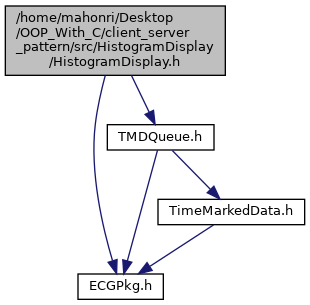 /home/mahonri/Desktop
/OOP_With_C/client_server
_pattern/src/HistogramDisplay
/HistogramDisplay.h
TMDQueue.h
TimeMarkedData.h
ECGPkg.h